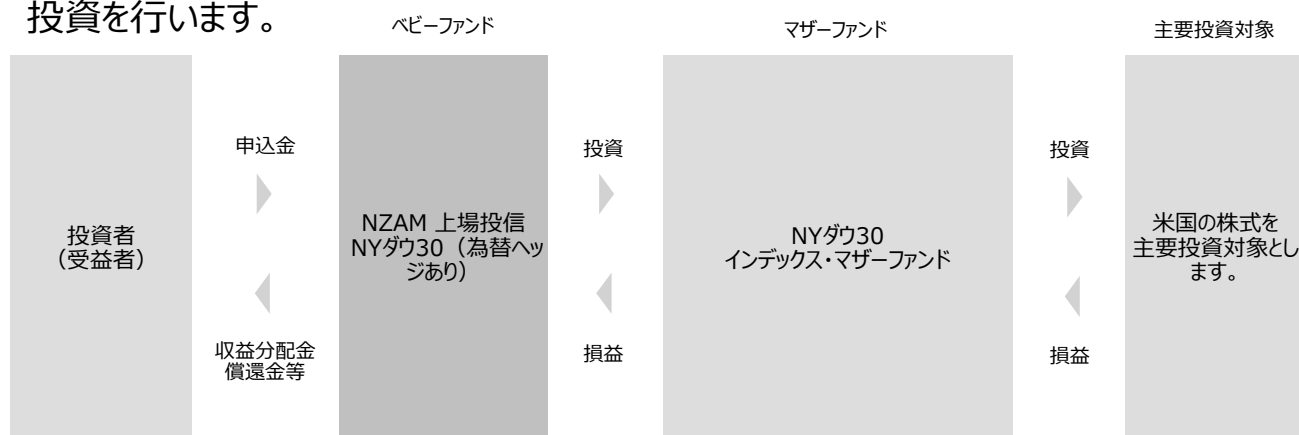 投資を行います。
ベビーファンド
マザーファンド
主要投資対象
投資者
（受益者）
申込金
収益分配金
償還金等
NZAM 上場投信
NYダウ30（為替ヘッ
ジあり）
投資
損益
NYダウ30
インデックス・マザーファンド
投資
損益
米国の株式を
主要投資対象とし
ます。